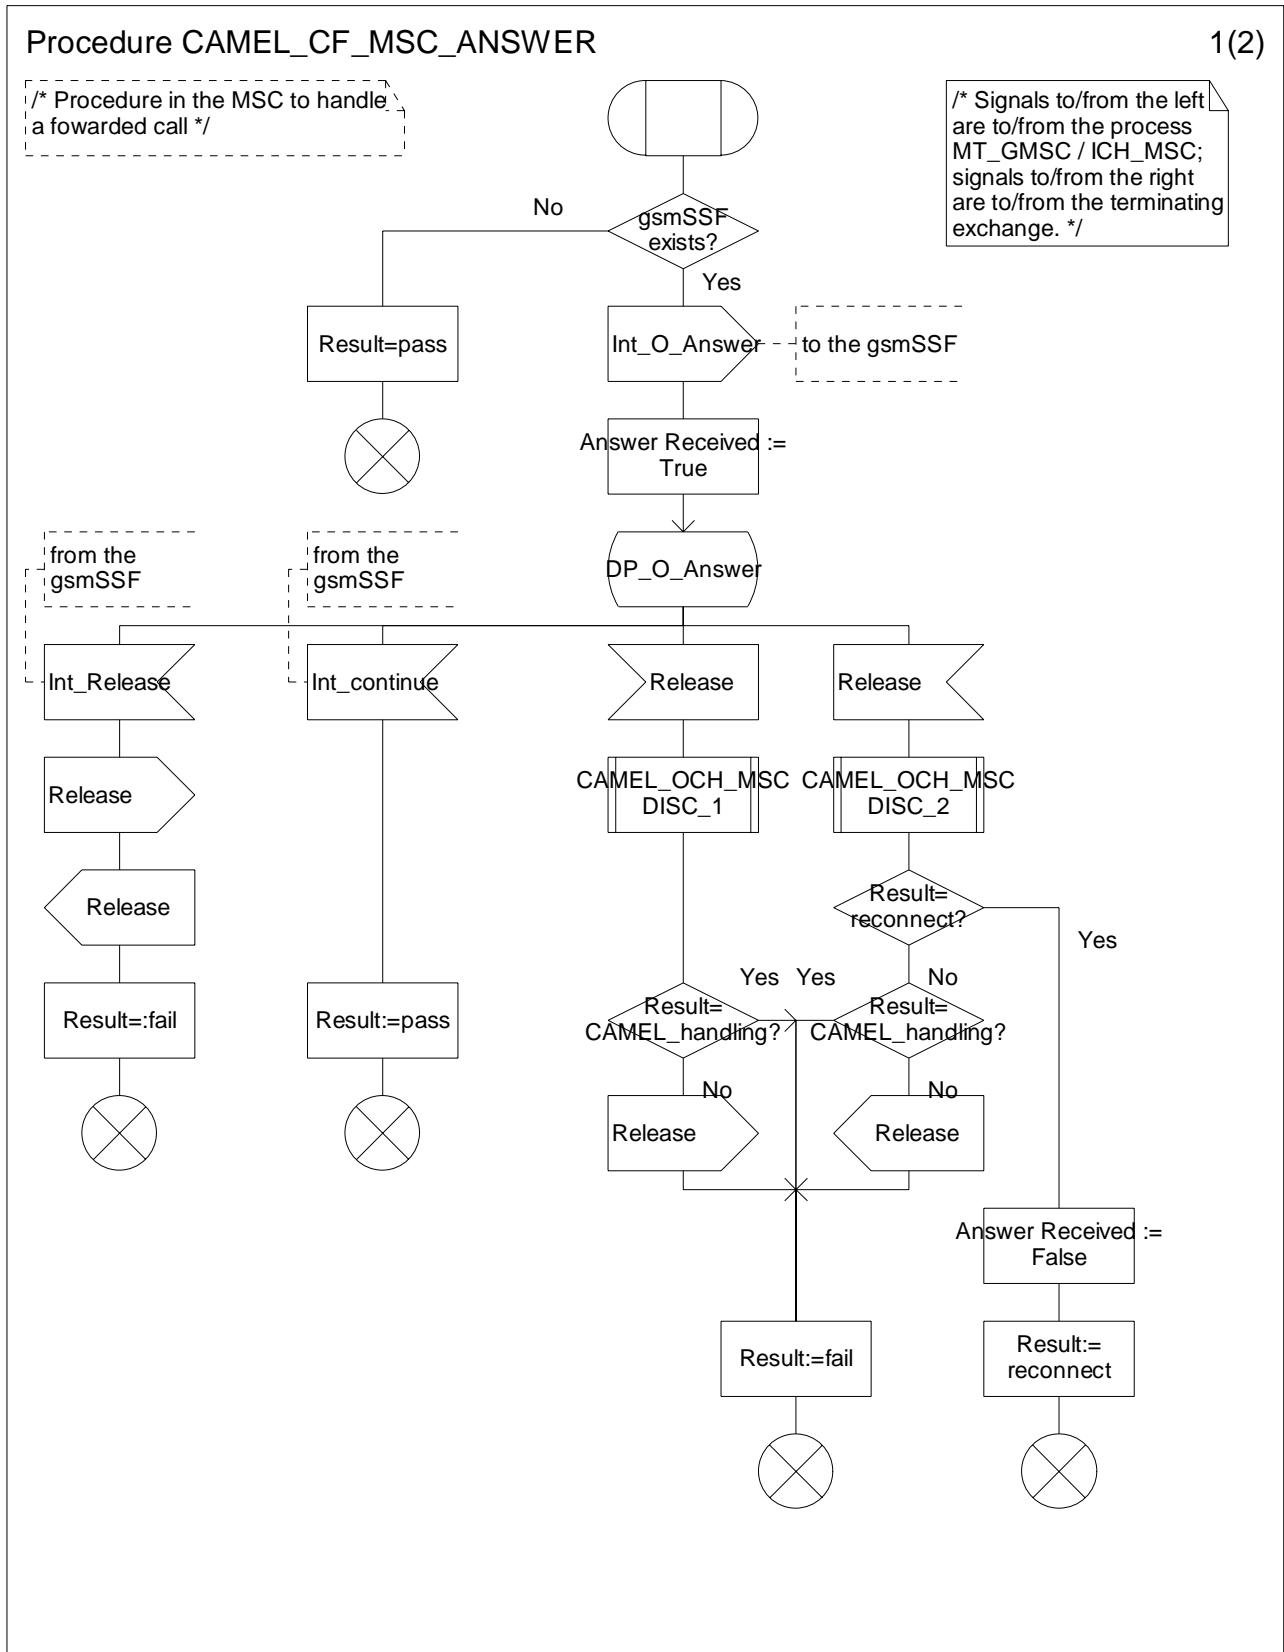 Procedure CAMEL_CF_MSC_ANSWER
1(2)
/* Procedure in the MSC to handle
a fowarded call */
/* Signals to/from the left
are to/from the process
MT_GMSC / ICH_MSC;
signals to/from the right
are to/from the terminating
exchange. */
No
gsmSSF
exists?
Yes
Result=pass
Int_O_Answer
to the gsmSSF
Answer Received :=
True
from the
gsmSSF
from the
gsmSSF
DP_O_Answer
Int_Release
Int_continue
Release
Release
Release
CAMEL_OCH_MSC
DISC_1
CAMEL_OCH_MSC
DISC_2
Release
Result=
reconnect?
Yes
Yes
Yes
No
Result=:fail
Result:=pass
Result=
CAMEL_handling?
Result=
CAMEL_handling?
No
No
Release
Release
Answer Received :=
False
Result:=fail
Result:=
reconnect